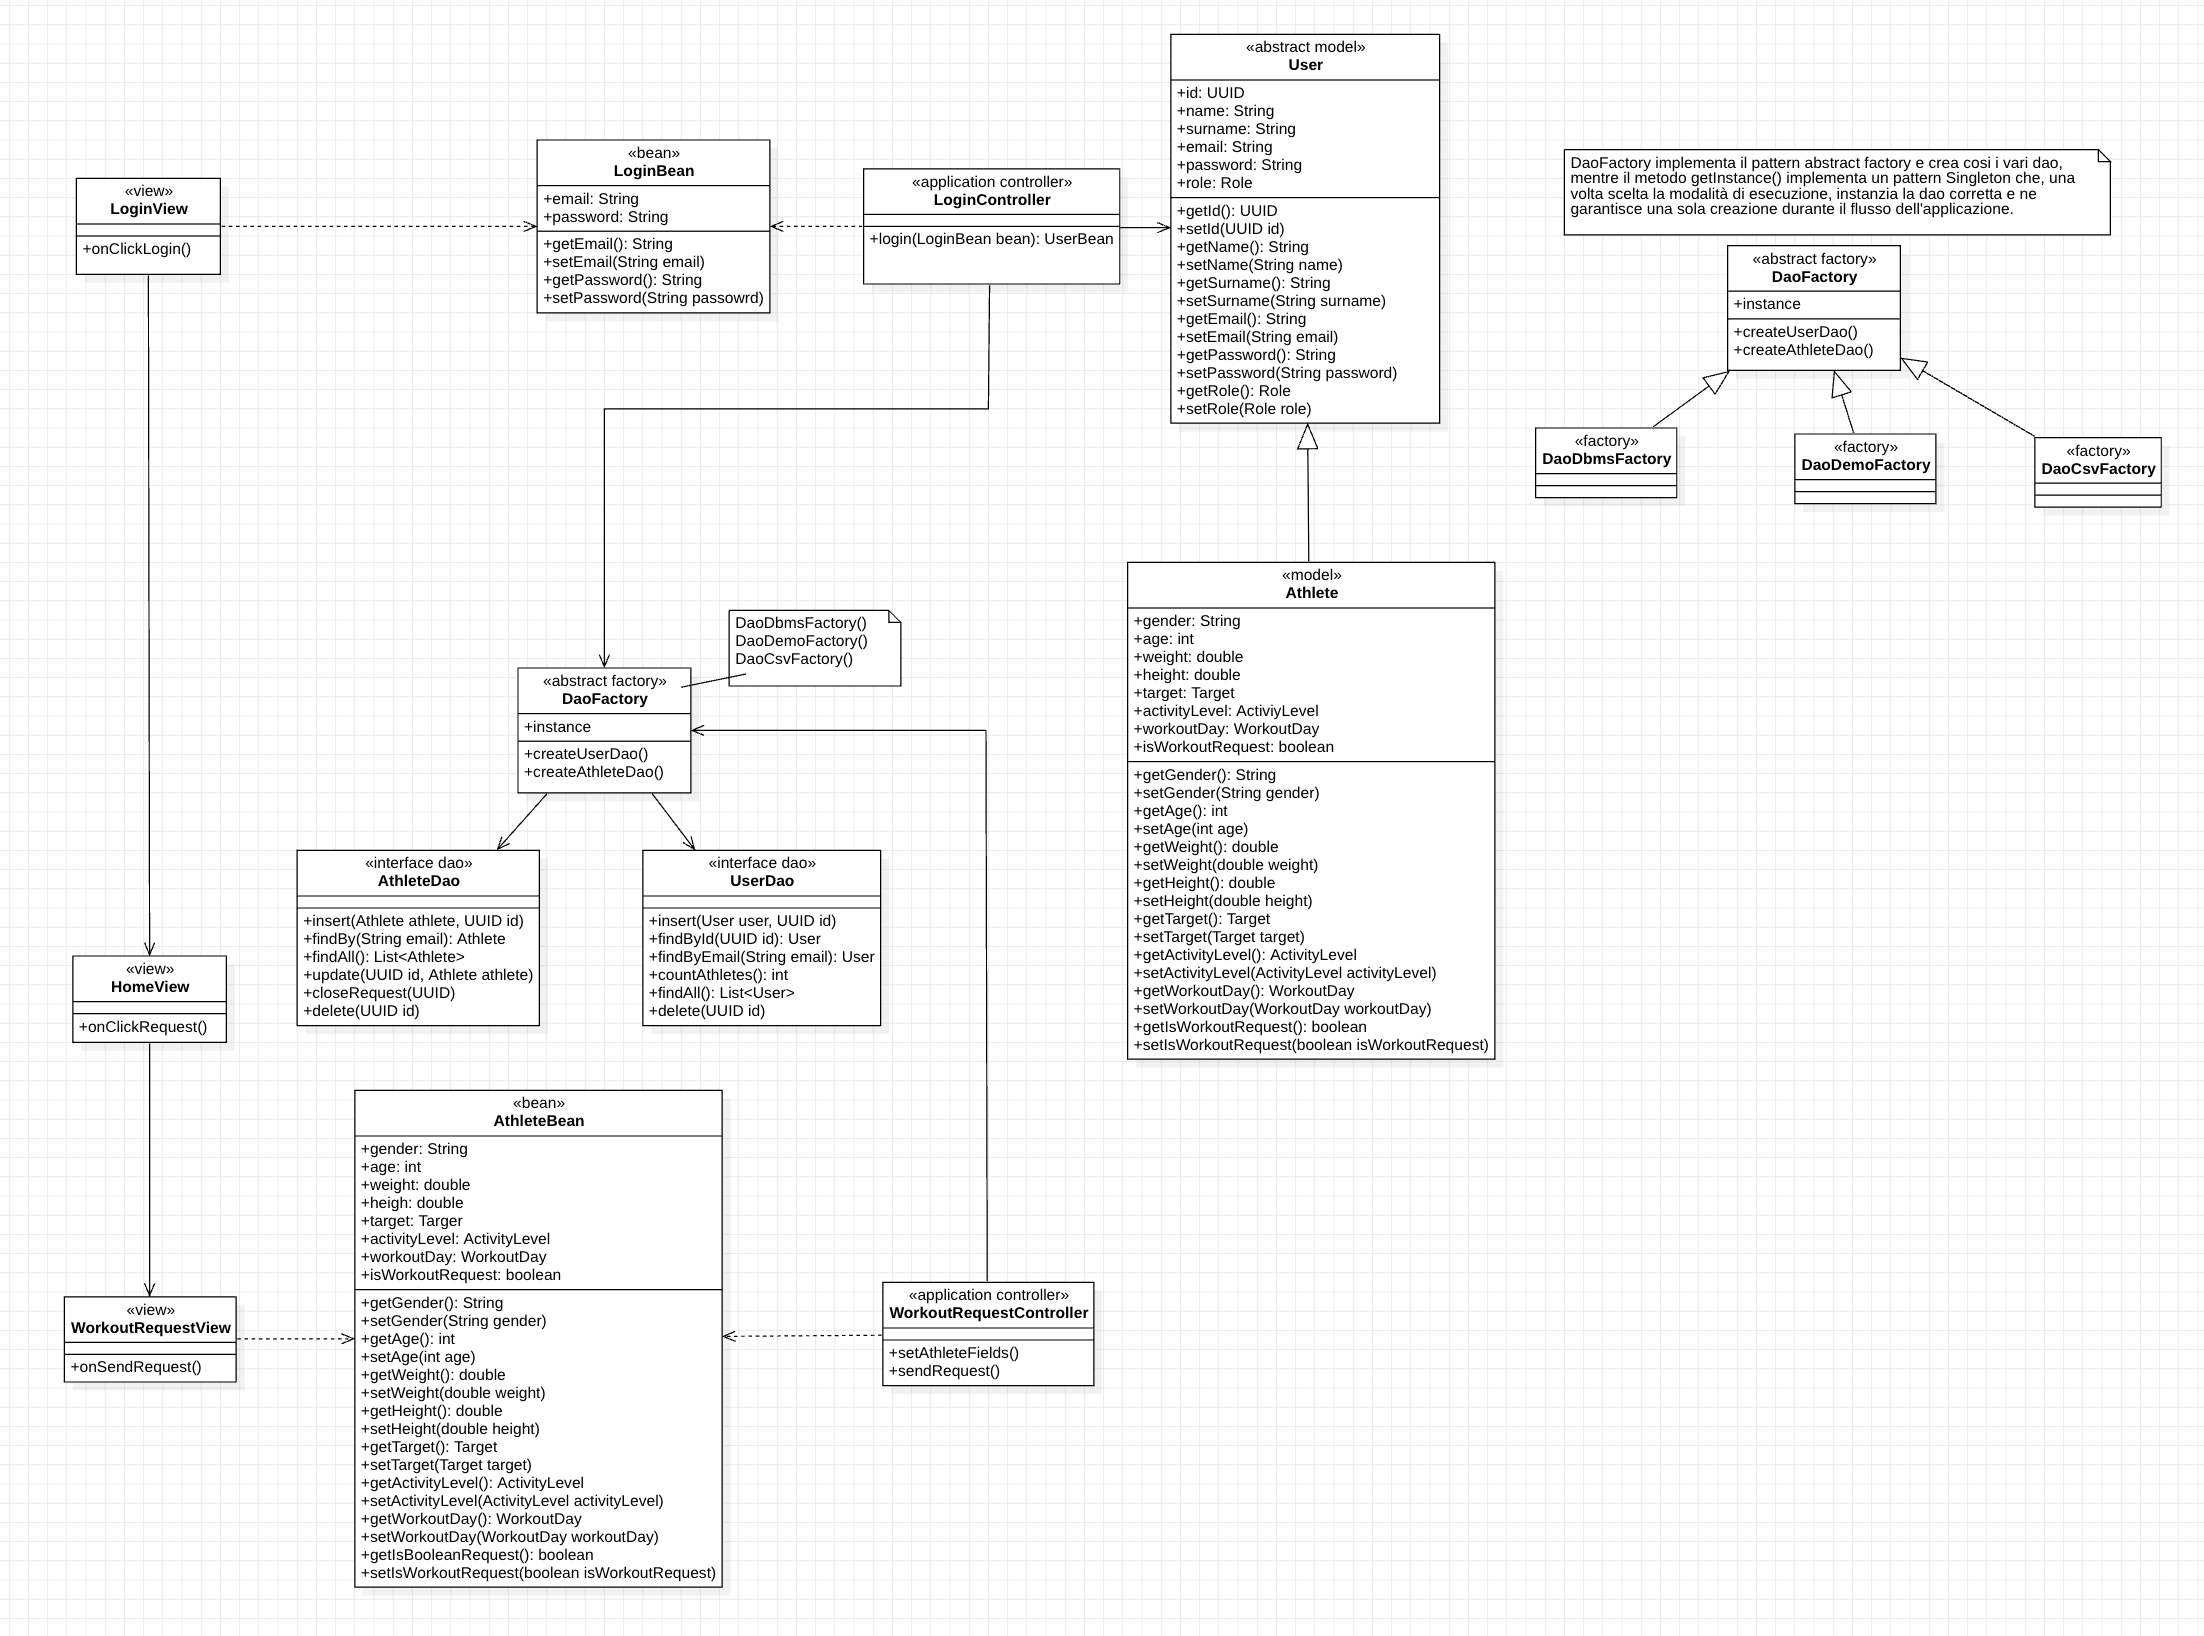 «abstract model»
User
+id: UUID
+name: String
+surname: String
+email: String
+password: String
+role: Role
+getId(): UUID
+setId(UUID id)
+getName(): String
+setName(String name)
+getSurname(): String
+setSurname(String surname)
+getEmail(): String
+setEmail(String email)
+getPassword(): String
+setPassword(String password)
+getRole(): Role
+setRole(Role role)
«view»
LoginView
+onClickLogin()
«bean»
LoginBean
+email: String
+password: String
+getEmail(): String
+setEmail(String email)
+getPassword(): String
+setPassword(String passowrd)
«application controller»
LoginController
+login(LoginBean bean): UserBean
DaoFactory implementa il pattern abstract factory e crea cosi i vari dao,
mentre il metodo getInstance() implementa un pattern Singleton che, una
volta scelta la modalità di esecuzione, instanzia la dao corretta e ne
garantisce una sola creazione durante il flusso dell'applicazione.
«abstract factory»
DaoFactory
+instance
+createUserDao()
+createAthleteDao()
«factory»
DaoDbmsFactory
«factory»
DaoDemoFactory
«factory»
DaoCsvFactory
«model»
Athlete
+gender: String
+age: int
+weight: double
+height: double
+target: Target
+activityLevel: ActiviyLevel
+workoutDay: WorkoutDay
+isWorkoutRequest: boolean
+getGender(): String
+setGender(String gender)
+getAge(): int
+setAge(int age)
+getWeight(): double
+setWeight(double weight)
+getHeight(): double
+setHeight(double height)
+getTarget(): Target
+setTarget(Target target)
+getActivityLevel(): ActivityLevel
+setActivityLevel(ActivityLevel activityLevel)
+getWorkoutDay(): WorkoutDay
+setWorkoutDay(WorkoutDay workoutDay)
+getIsWorkoutRequest(): boolean
+setIsWorkoutRequest(boolean isWorkoutRequest)
DaoDbmsFactory()
DaoDemoFactory()
DaoCsvFactory()
«abstract factory»
DaoFactory
+instance
+createUserDao()
+createAthleteDao()
«interface dao»
AthleteDao
+insert(Athlete athlete, UUID id)
+findBy(String email): Athlete
+findAll(): List<Athlete>
+update(UUID id, Athlete athlete)
+closeRequest(UUID)
+delete(UUID id)
«interface dao»
UserDao
+insert(User user, UUID id)
+findById(UUID id): User
+findByEmail(String email): User
+countAthletes(): int
+findAll(): List<User>
+delete(UUID id)
«view»
HomeView
+onClickRequest()
«bean»
AthleteBean
+gender: String
+age: int
+weight: double
+heigh: double
+target: Targer
+activityLevel: ActivityLevel
+workoutDay: WorkoutDay
+isWorkoutRequest: boolean
+getGender(): String
+setGender(String gender)
+getAge(): int
+setAge(int age)
+getWeight(): double
+setWeight(double weight)
+getHeight(): double
+setHeight(double height)
+getTarget(): Target
+setTarget(Target target)
+getActivityLevel(): ActivityLevel
+setActivityLevel(ActivityLevel activityLevel)
+getWorkoutDay(): WorkoutDay
+setWorkoutDay(WorkoutDay workoutDay)
+getIsBooleanRequest(): boolean
+setIsWorkoutRequest(boolean isWorkoutRequest)
«view»
WorkoutRequestView
+onSendRequest()
«application controller»
WorkoutRequestController
+setAthleteFields()
+sendRequest()